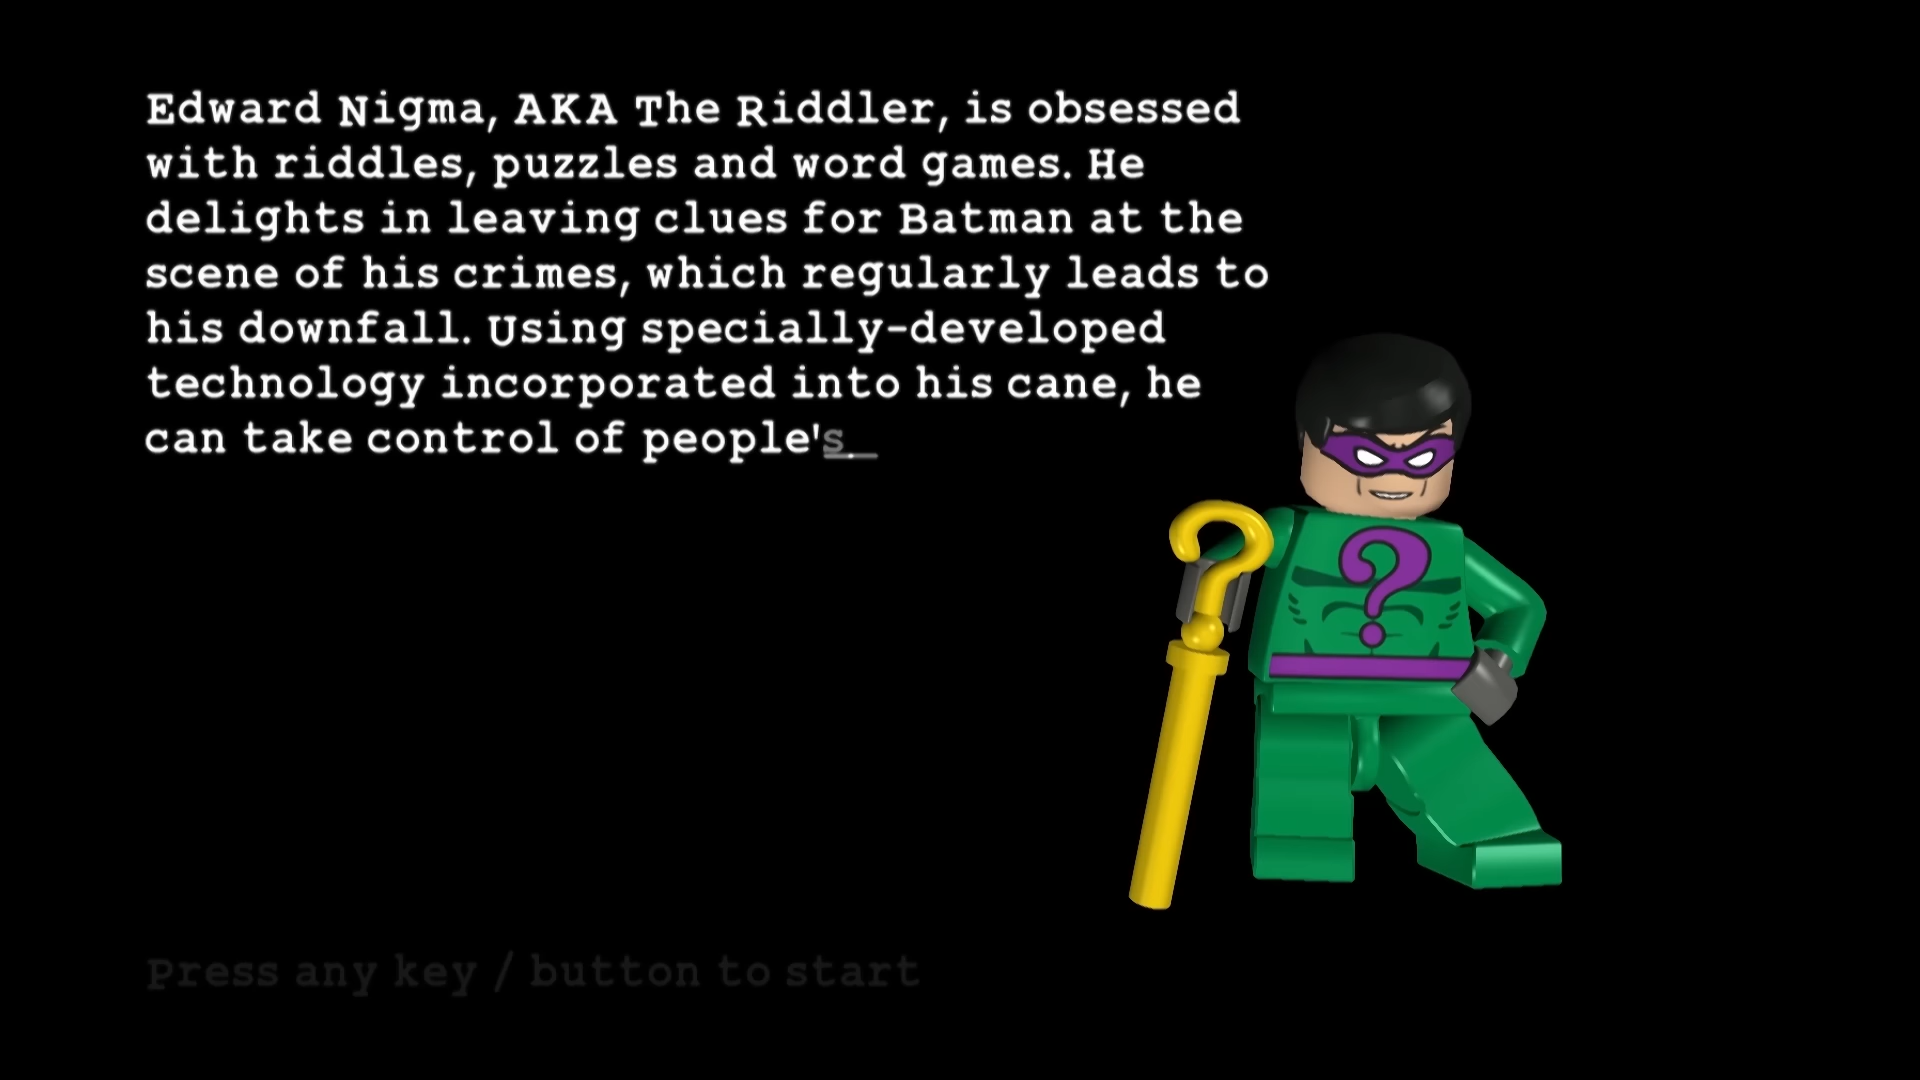 Edward Nigma, AKA The Riddler, is obsessed
with riddles, puzzles and word games. He
delights in leaving clues for Batman at the
scene of his crimes, which regularly leads to
his downfall. Using specially-developed
technology incorporated into his cane, he
can take control of people's_
?
Press any key / button to start